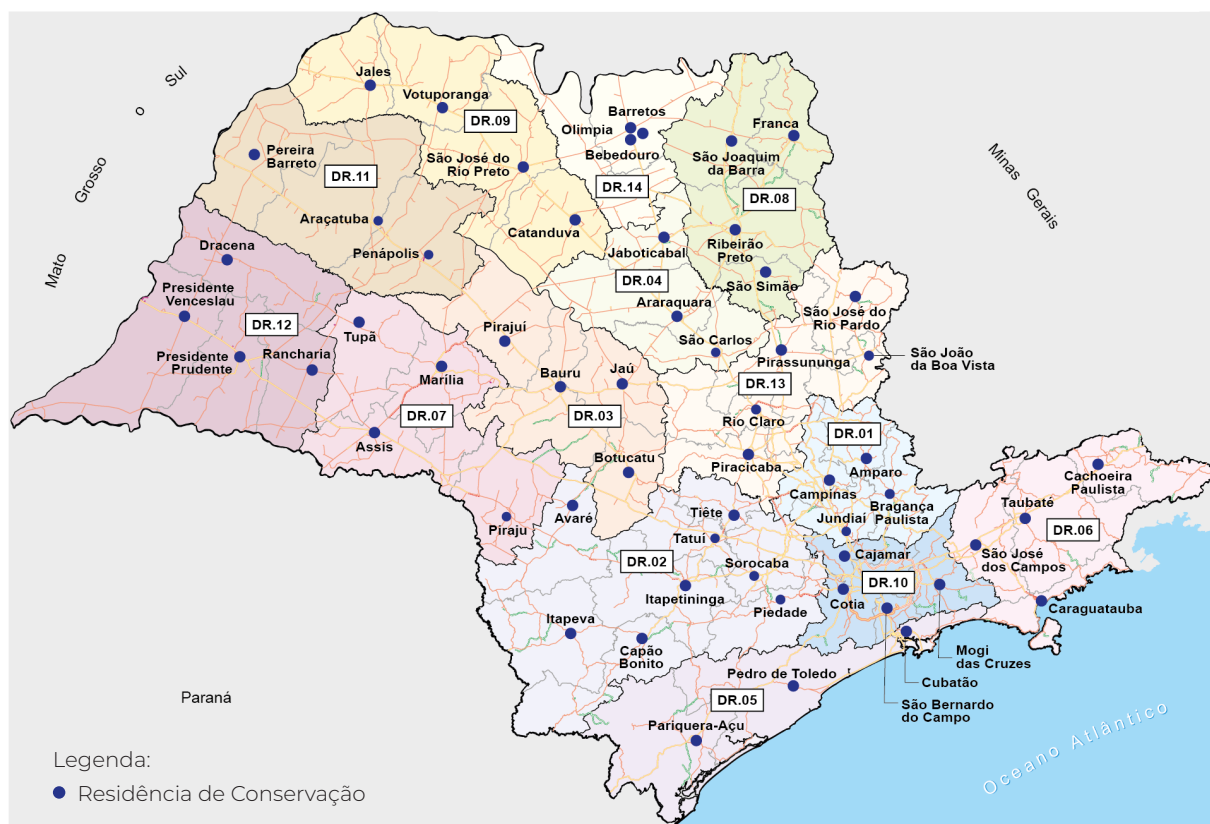 Mato
Grosso
o
Sul
Minas
Gerais
Paraná
Oceano Atlântico
Jales
Votuporanga
DR.09
São José do
Rio Preto
Catanduva
Pereira
Barreto
DR.11
Araçatuba
Penápolis
Barretos
Olimpia
Bebedouro
DR.14
Franca
São Joaquim
da Barra
DR.08
Ribeirão
Preto
São Simão
Jaboticabal
DR.04
Araraquara
São Carlos
Dracena
Presidente
Venceslau
DR.12
Presidente
Prudente
Rancharia
Tupã
Marília
DR.07
Assis
Piraju
Pirajuí
Bauru
Jaú
DR.03
Botucatu
São José do
Rio Pardo
Pirassununga
São João
da Boa Vista
DR.13
Rio Claro
Piracicaba
DR.01
Amparo
Campinas
Bragança
Paulista
Jundiaí
Cachoeira
Paulista
Taubaté
DR.06
São José
dos Campos
Caraguatauba
Avaré
Tiête
Tatuí
DR.02
Sorocaba
Itapetininga
Piedade
Itapeva
Capão
Bonito
Cajamar
DR.10
Cotia
Mogi
das Cruzes
Cubatão
São Bernardo
do Campo
Pedro de Toledo
DR.05
Pariquera-Açu
Legenda:
Residência de Conservação